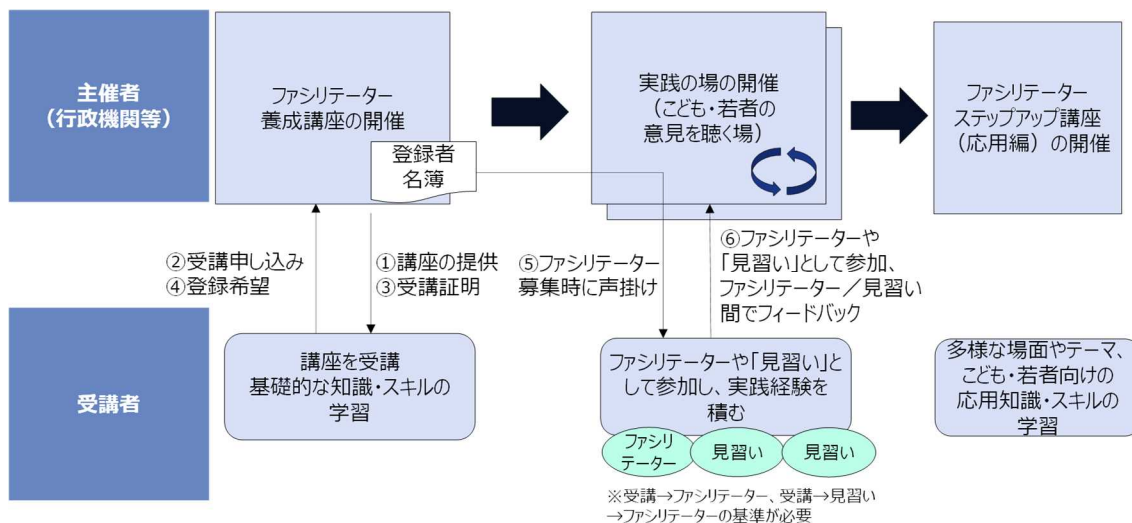 主催者
（行政機関等）
ファシリテーター
養成講座の開催
登録者
名簿
実践の場の開催
（こども・若者の
意見を聴く場）
ファシリテーター
ステップアップ講座
（応用編）の開催
②受講申し込み
④登録希望
①講座の提供
③受講証明
⑤ファシリテーター
募集時に声掛け
⑥ファシリテーターや
「見習い」として参加、
ファシリテーター／見習い
間でフィードバック
受講者
講座を受講
基礎的な知識・スキルの
学習
ファシリテーターや「見習い」と
して参加し、実践経験を
積む
ファシリ
テーター
見習い
見習い
※受講→ファシリテーター、受講→見習い
→ファシリテーターの基準が必要
多様な場面やテーマ、
こども・若者向けの
応用知識・スキルの
学習